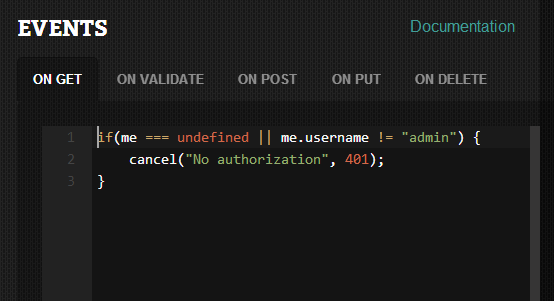 EVENTS
Documentation
ON GET ON VALIDATE ON POST ON PUT ON DELETE
1 if(me === undefined || me.username != "admin") {
2     cancel("No authorization", 401);
3 }